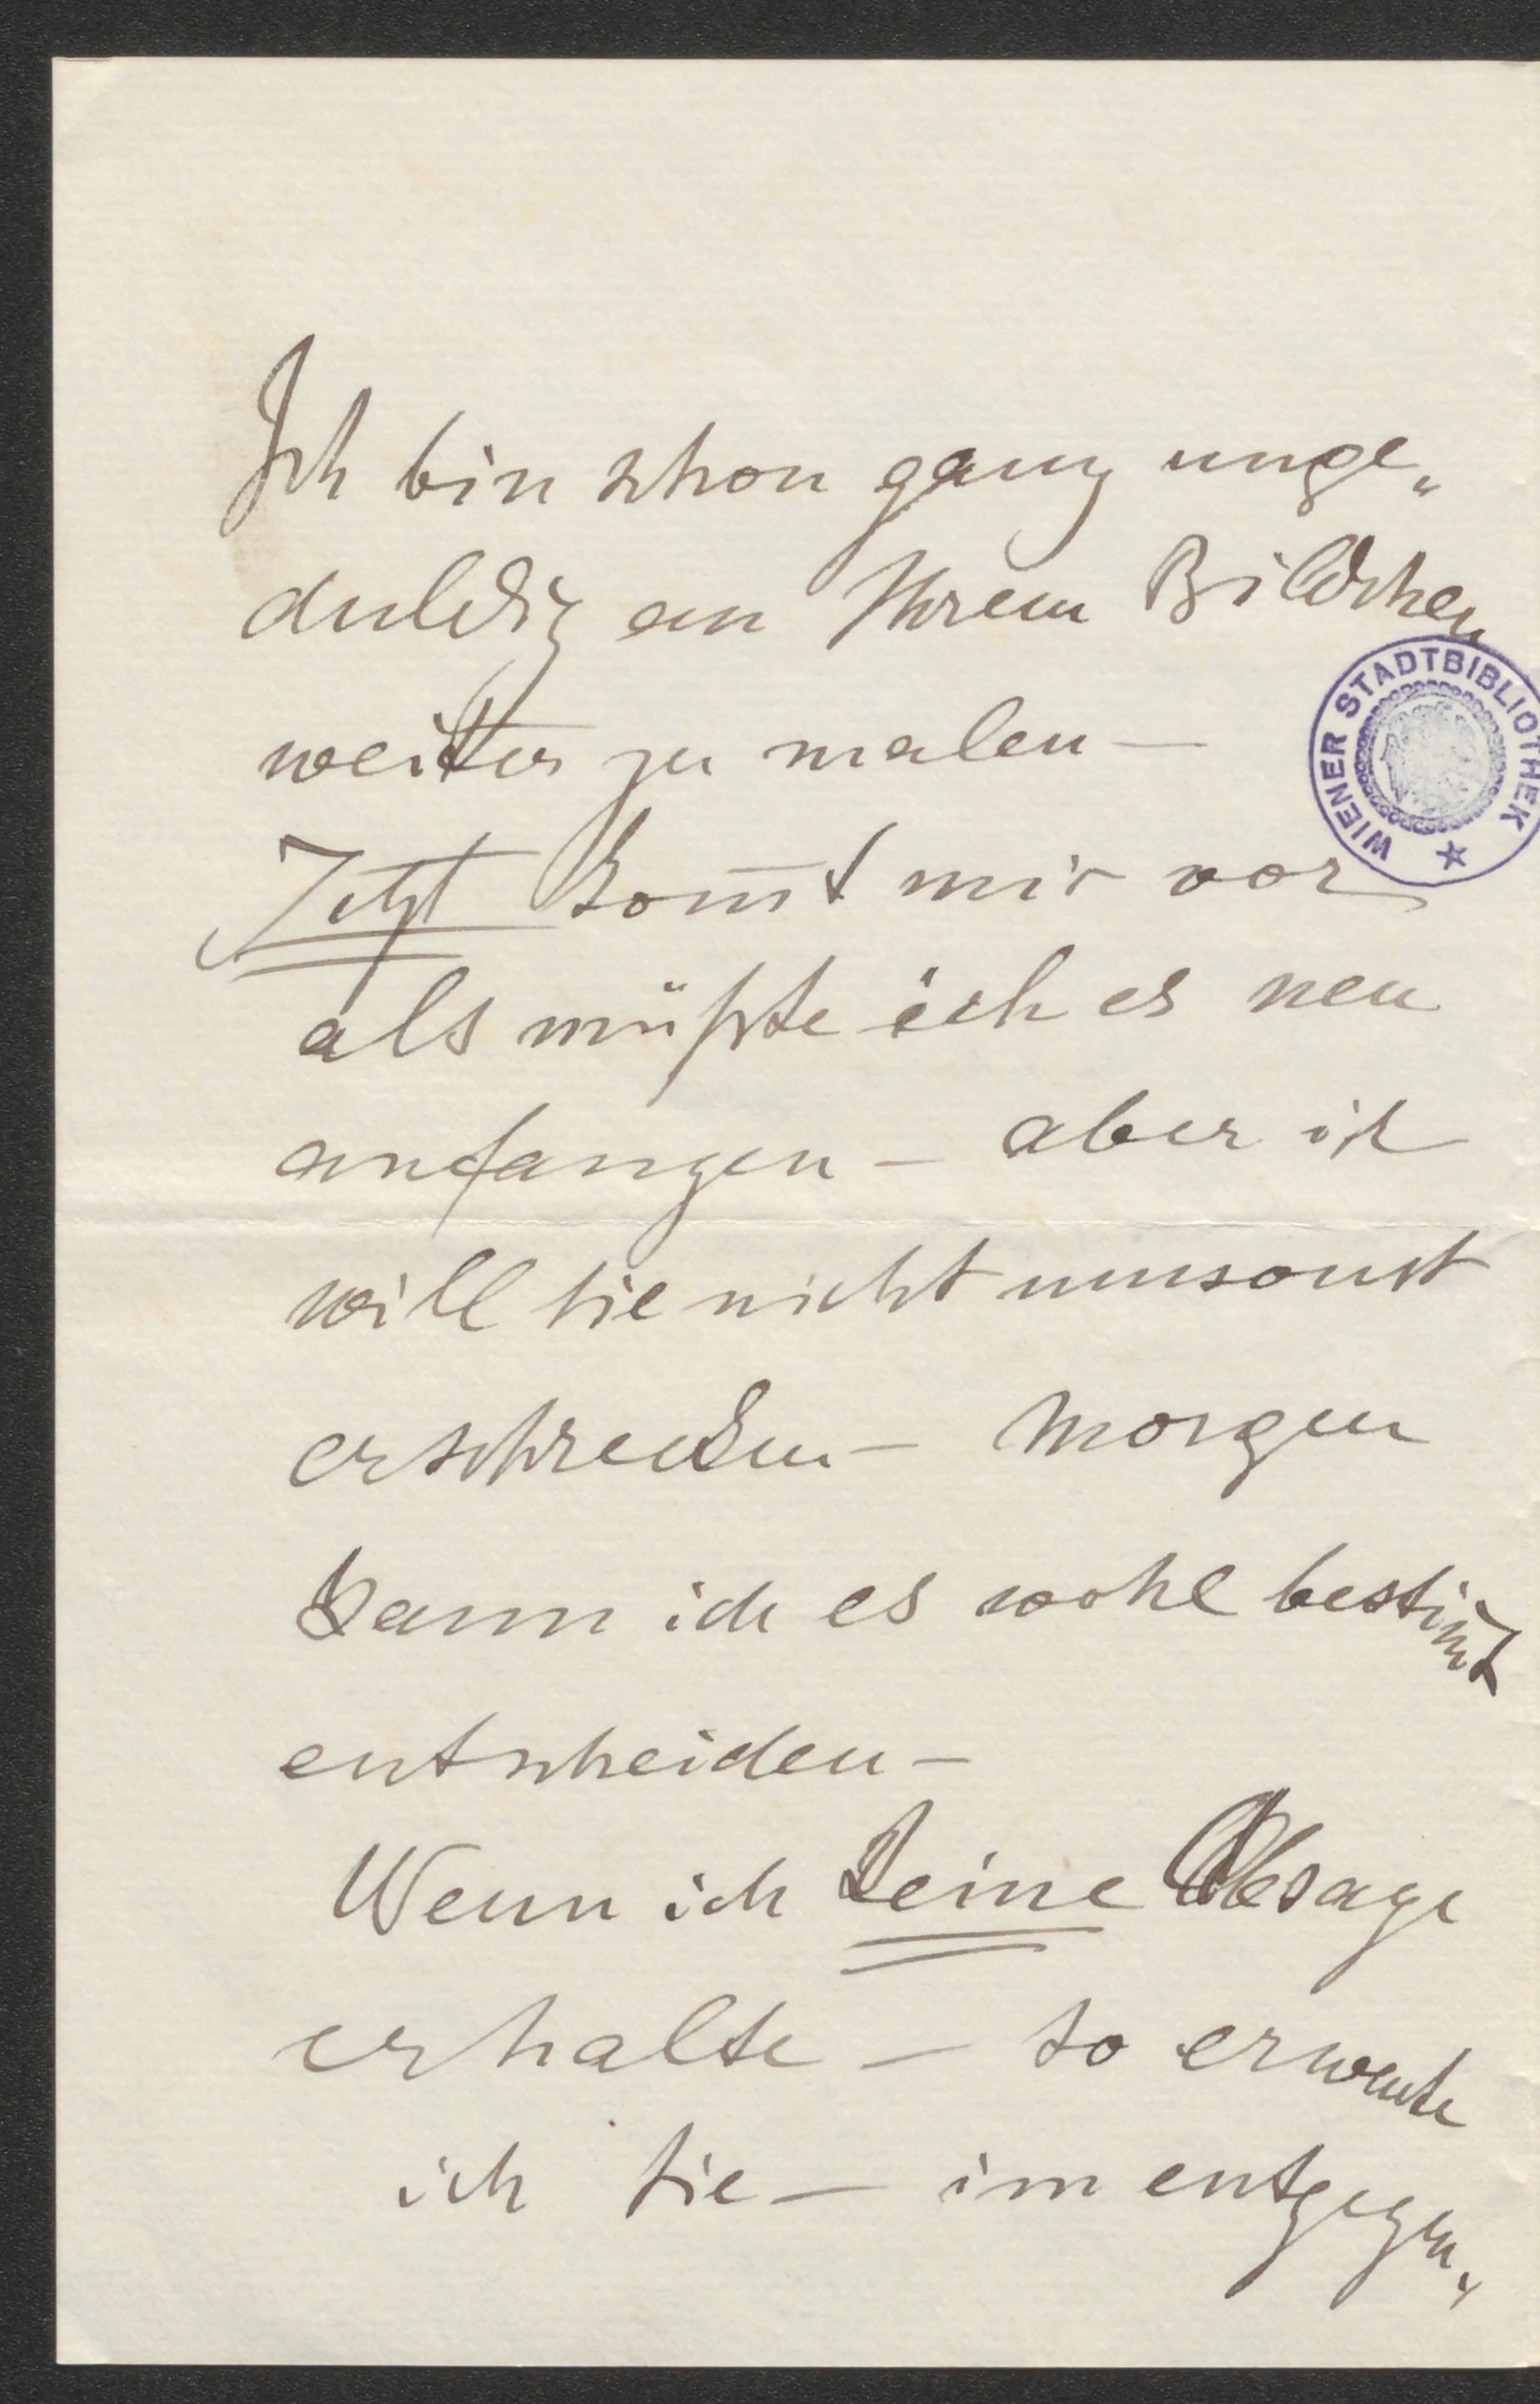 Ich bin schon ganz unge„
duldig an Ihrem Bildchen
weiter zu malen —
WIENER STADTBIBLIOTHEK
Jetzt kom̅t mir vor
als müßte ich es neu
anfangen — aber ich
will sie nicht umsonst
erschrecken — Morgen
kann ich es wohl bestim̅t
entscheiden —
Wenn ich keine Absage
erhalte — so erwarte
ich sie — im entgegen„